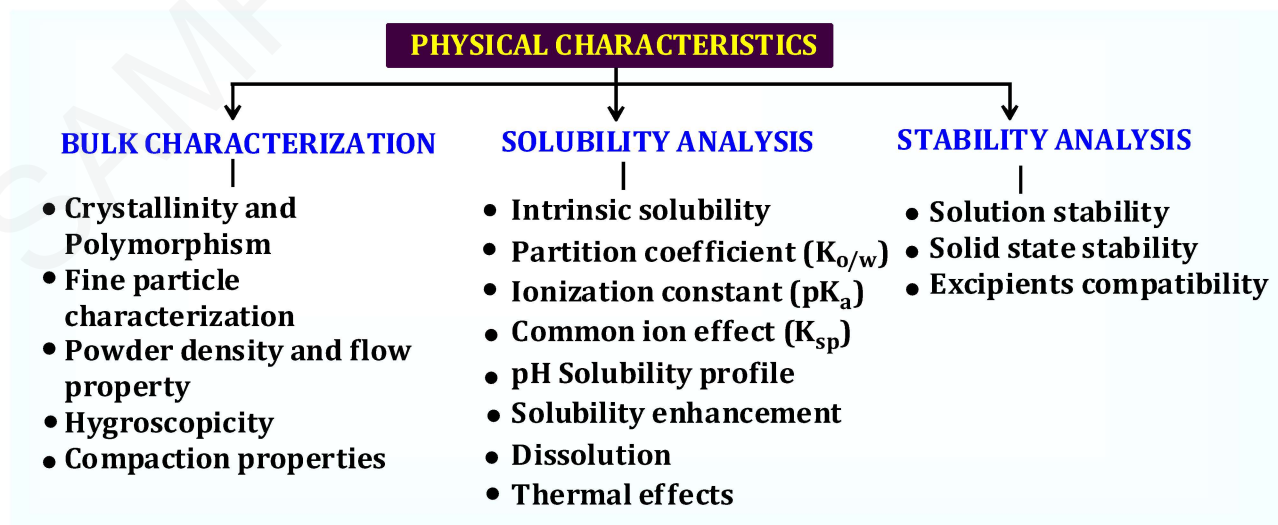 PHYSICAL CHARACTERISTICS
BULK CHARACTERIZATION
• Crystallinity and
Polymorphism
• Fine particle
characterization
• Powder density and flow
property
• Hygroscopicity
• Compaction properties
SOLUBILITY ANALYSIS
• Intrinsic solubility
• Partition coefficient (Ko/w)
• Ionization constant (pKa)
• Common ion effect (Ksp)
• pH Solubility profile
• Solubility enhancement
• Dissolution
• Thermal effects
STABILITY ANALYSIS
• Solution stability
• Solid state stability
• Excipients compatibility